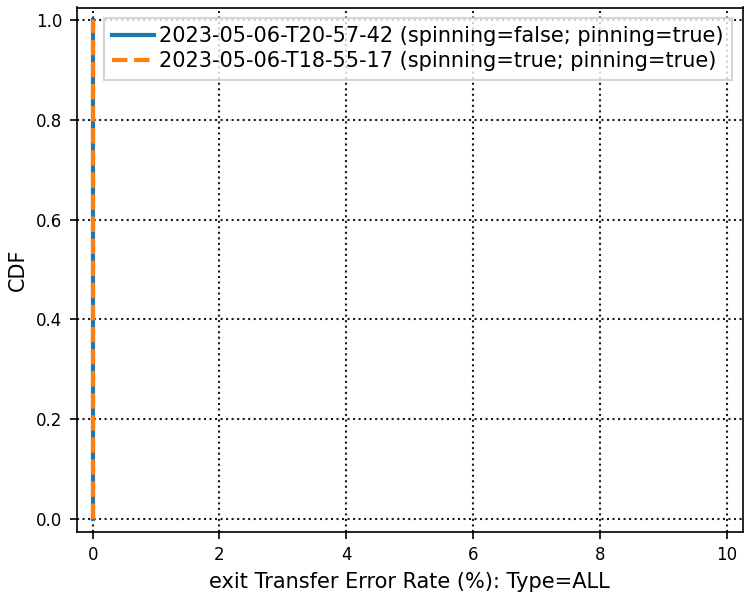 2023-05-06-T20-57-42 (spinning=false; pinning=true)
2023-05-06-T18-55-17 (spinning=true; pinning=true)
1.0
0.8
0.6
0.4
0.2
0.0
CDF
0 2 4 6 8 10
exit Transfer Error Rate (%): Type=ALL